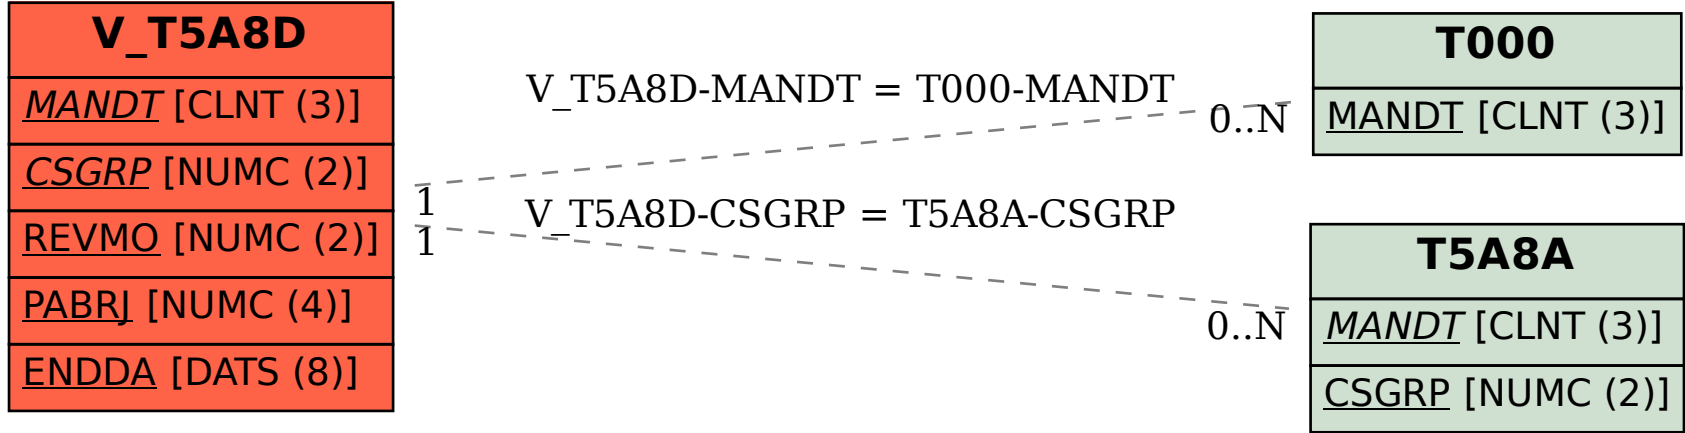 V_T5A8D
MANDT [CLNT (3)]
CSGRP [NUMC (2)]
REVMO [NUMC (2)]
PABRJ [NUMC (4)]
ENDDA [DATS (8)]
V_T5A8D-MANDT = T000-MANDT
0..N
1
V_T5A8D-CSGRP = T5A8A-CSGRP
1
0..N
T000
MANDT [CLNT (3)]
T5A8A
MANDT [CLNT (3)]
CSGRP [NUMC (2)]